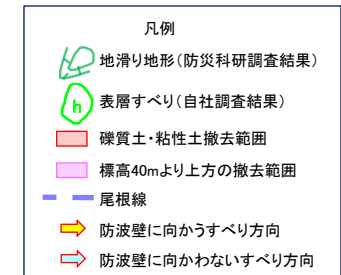 凡例
地滑り地形（防災科研調査結果）
h 表層すべり（自社調査結果）
礫質土・粘性土撤去範囲
標高40mより上方の撤去範囲
尾根線
防波壁に向かうすべり方向
防波壁に向かわないすべり方向